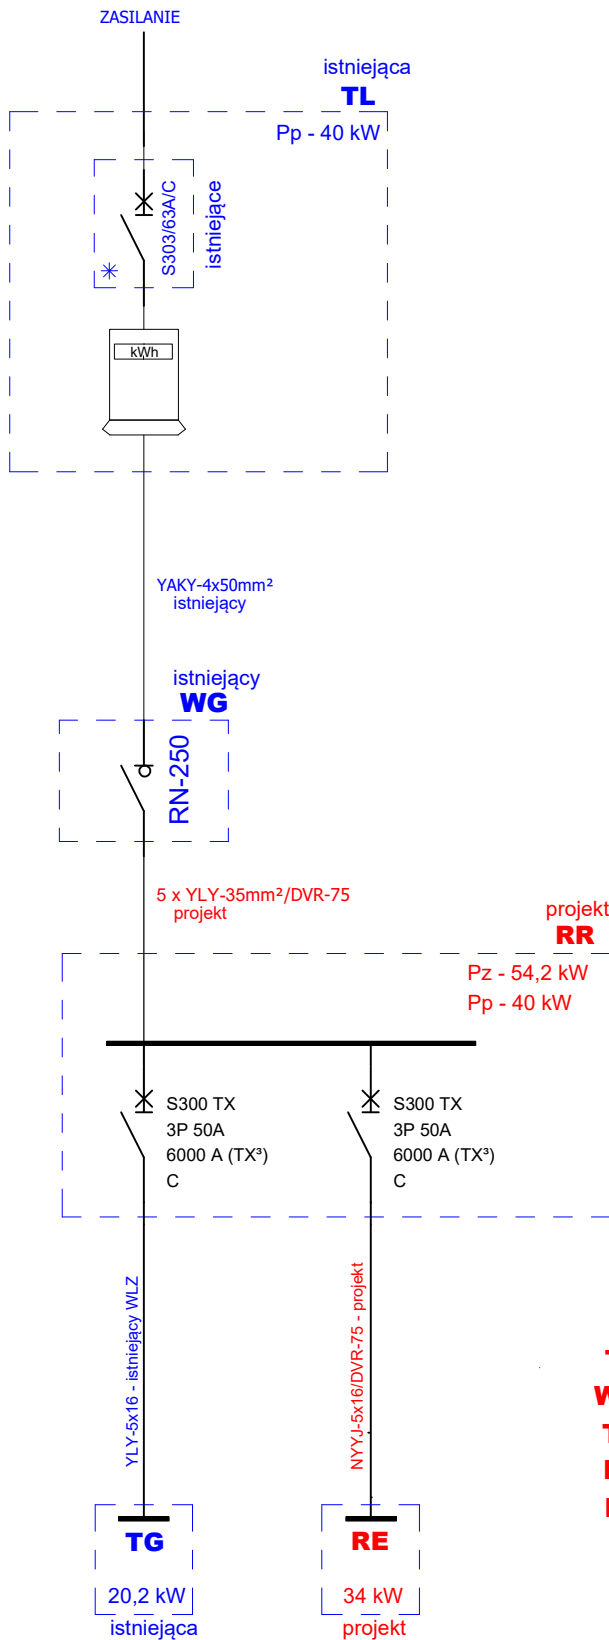 ZASILANIE
istniejąca
TL
Pp - 40 kW
S303/63A/C
istniejące
kWh
YAKY-4x50mm²
istniejący
istniejący
WG
RN-250
5 x YLY-35mm²/DVR-75
projekt
projekt
RR
Pz - 54,2 kW
Pp - 40 kW
S300 TX
3P 50A
6000 A (TX³)
C
S300 TX
3P 50A
6000 A (TX³)
C
YLY-5x16 - istniejący WLZ
NYYJ-5x16/DVR-75 - projekt
TG
20,2 kW
istniejąca
RE
34 kW
projekt